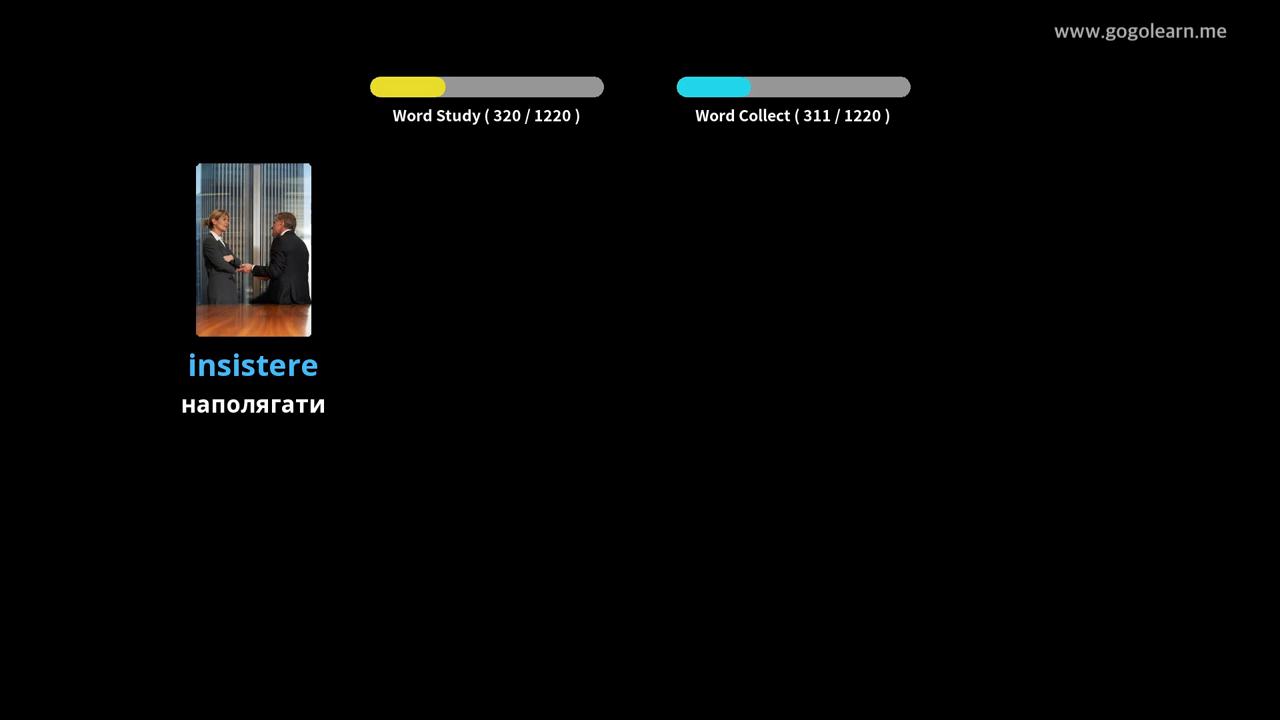 www.gogolearn.me
Word Study ( 320 / 1220 )
Word Collect ( 311 / 1220 )
insistere
наполягати